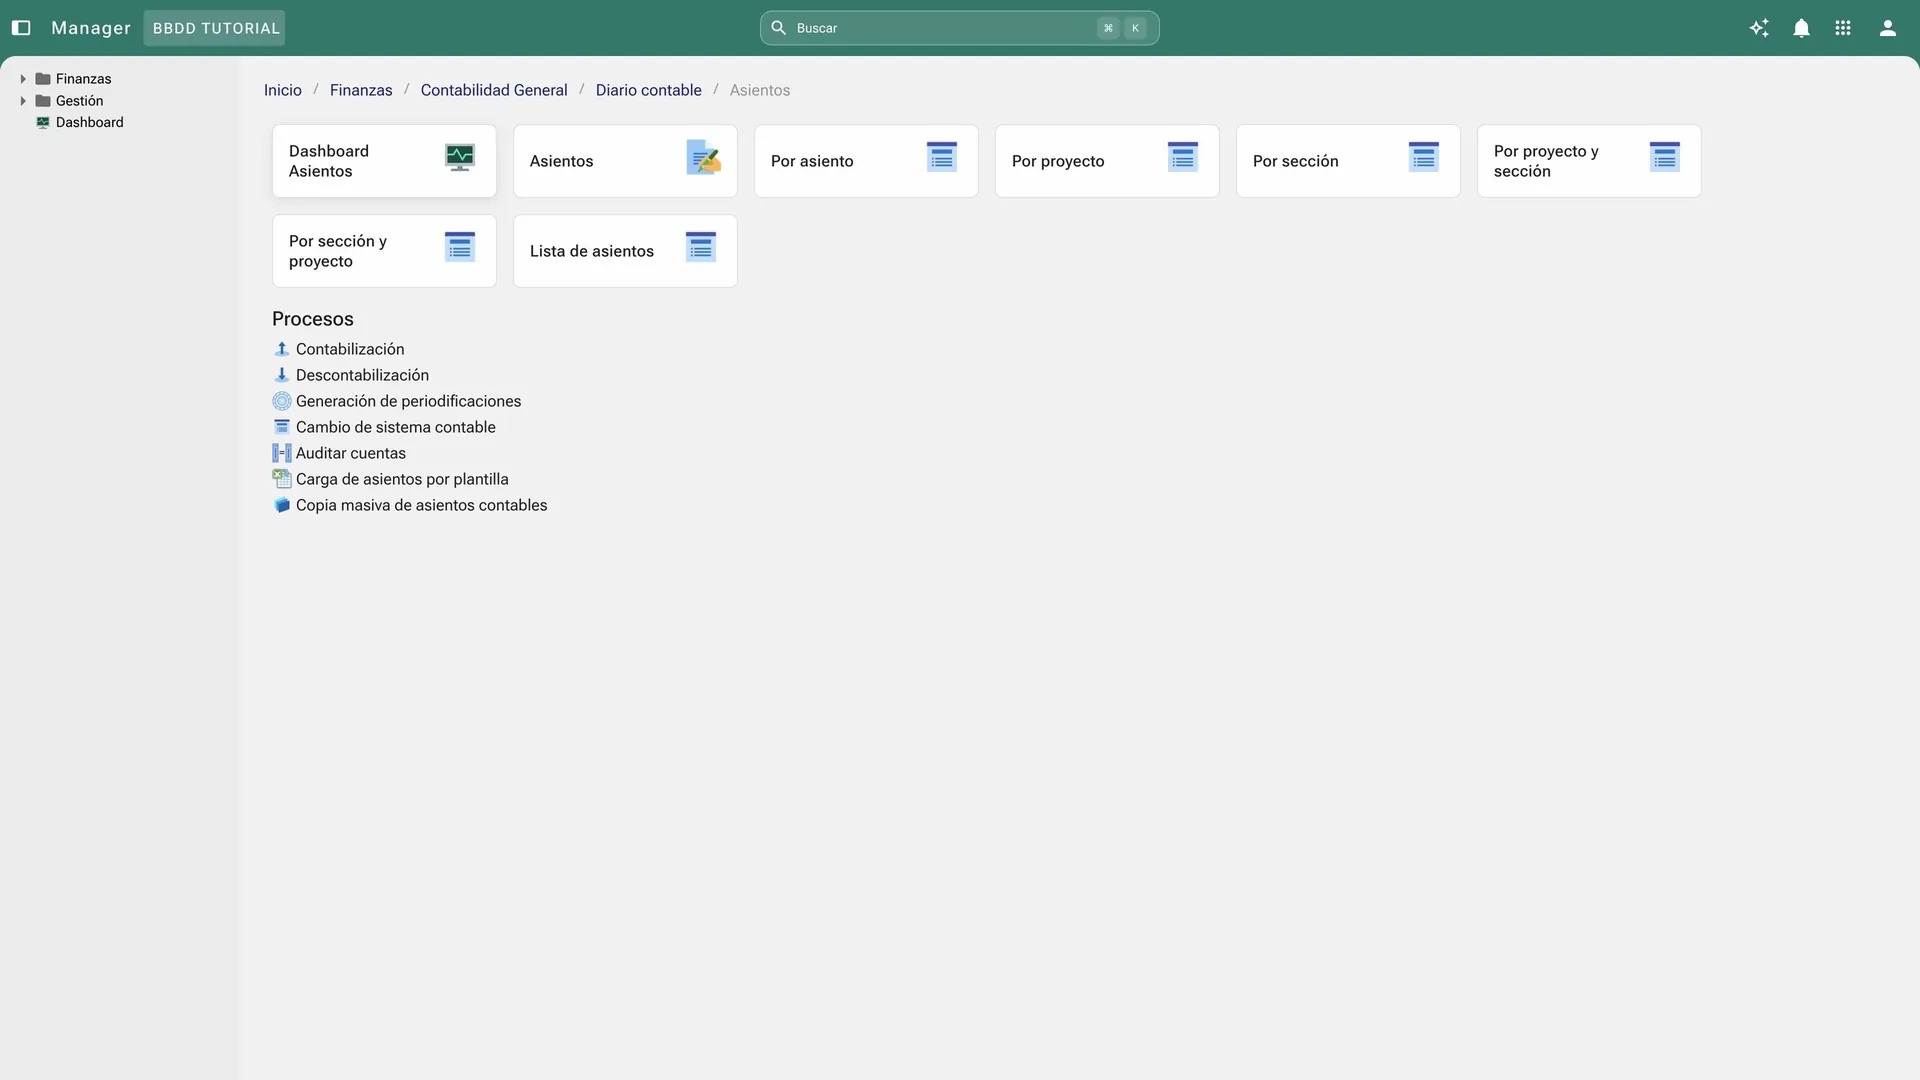 Manager BBDD TUTORIAL Buscar ⌘ K
Finanzas
Gestión
Dashboard
Inicio / Finanzas / Contabilidad General / Diario contable / Asientos
Dashboard
Asientos
Asientos
Por asiento
Por proyecto
Por sección
Por proyecto y
sección
Por sección y
proyecto
Lista de asientos
Procesos
Contabilización
Descontabilización
Generación de periodificaciones
Cambio de sistema contable
Auditar cuentas
Carga de asientos por plantilla
Copia masiva de asientos contables